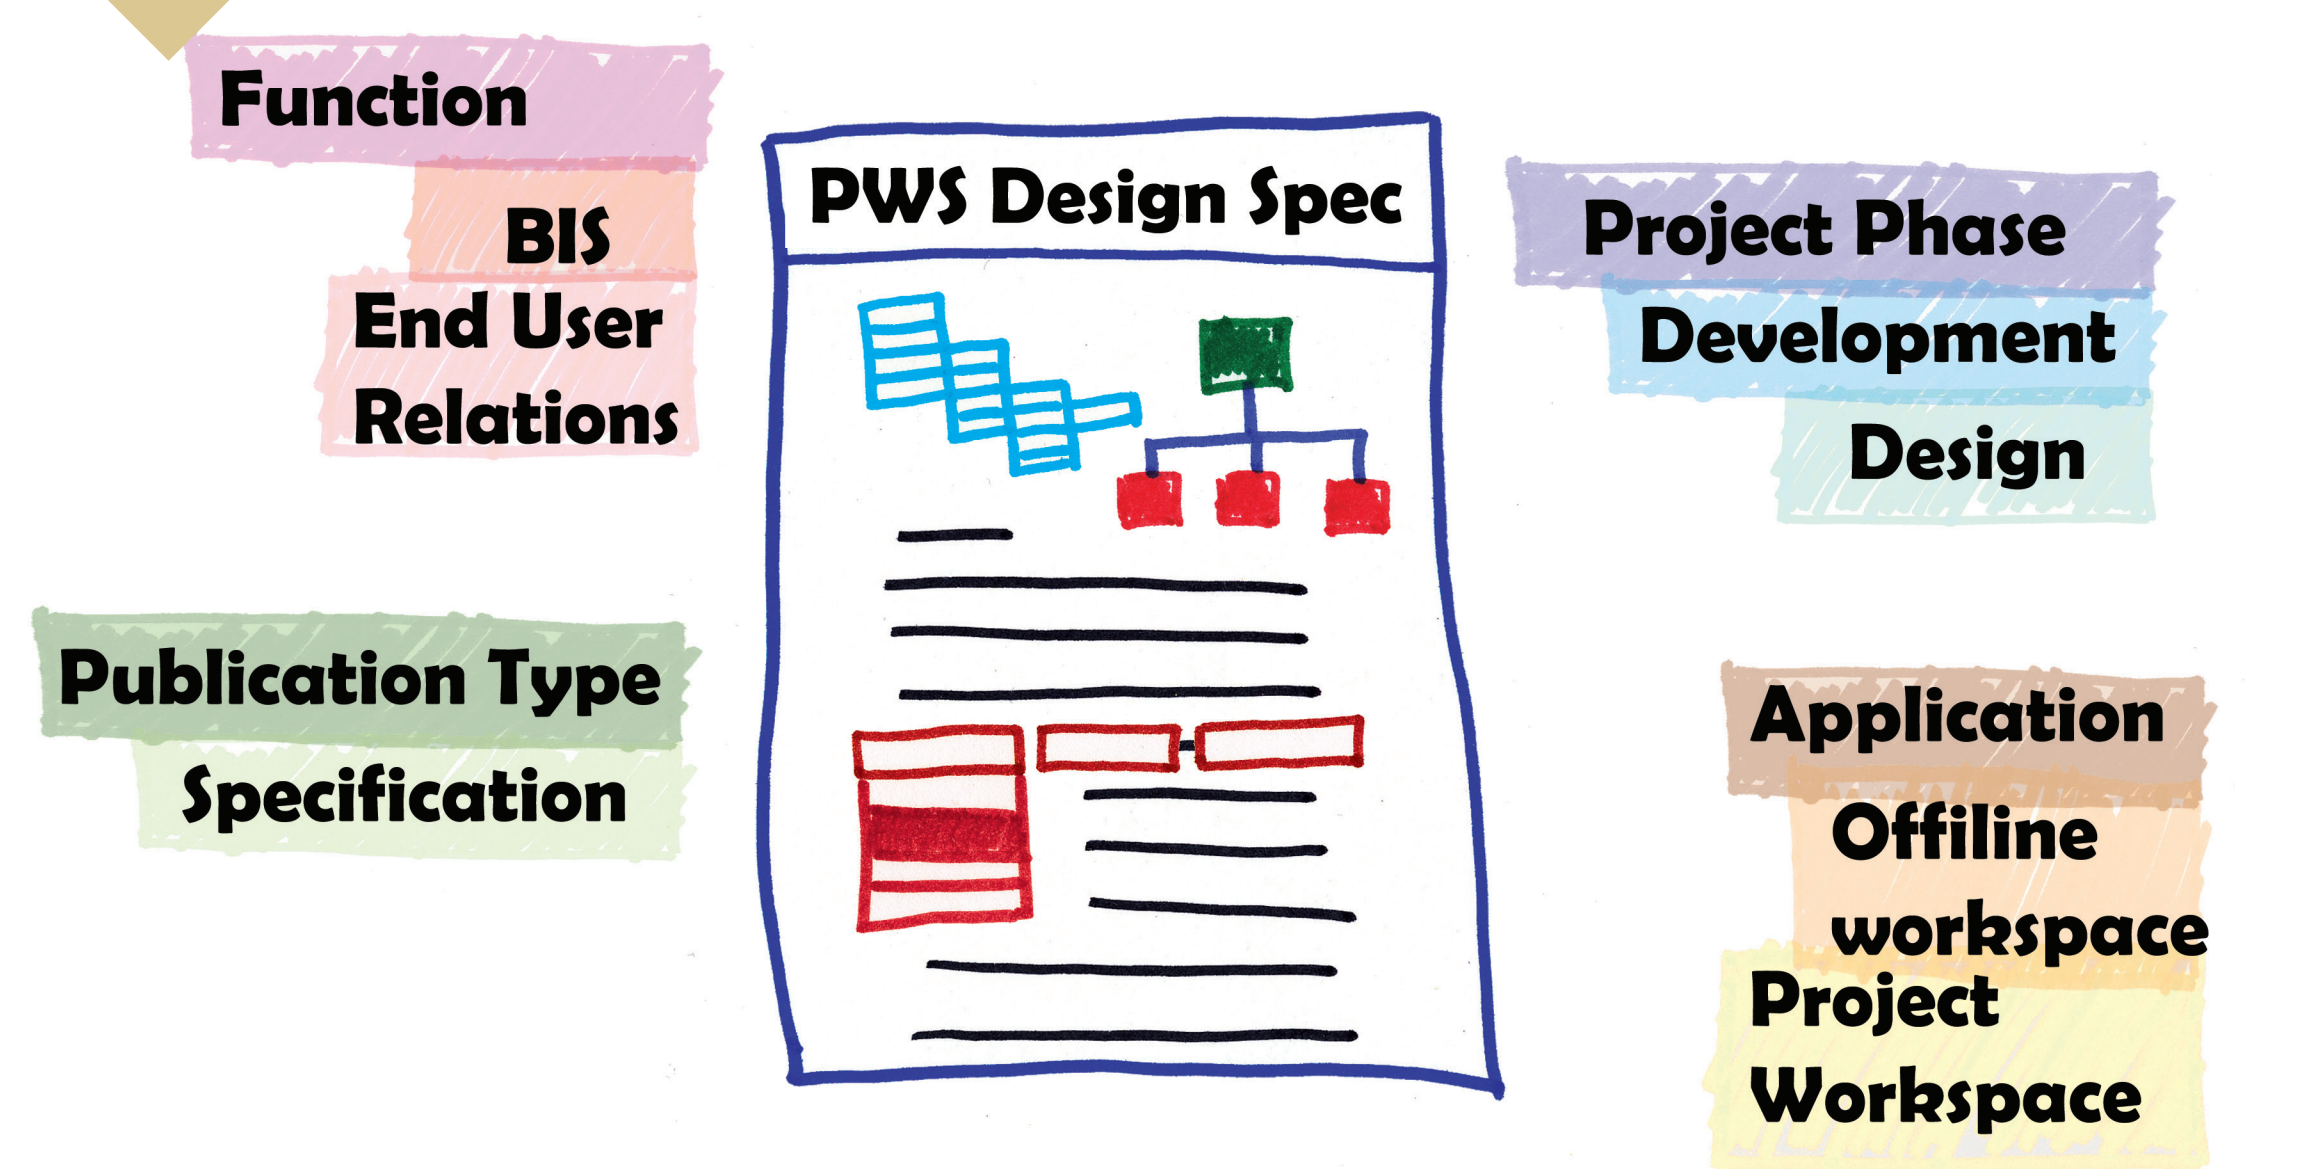 Function
BIS
End User
Relations
Publication Type
Specification
PWS Design Spec
Project Phase
Development
Design
Application
Offiline
workspace
Project
Workspace